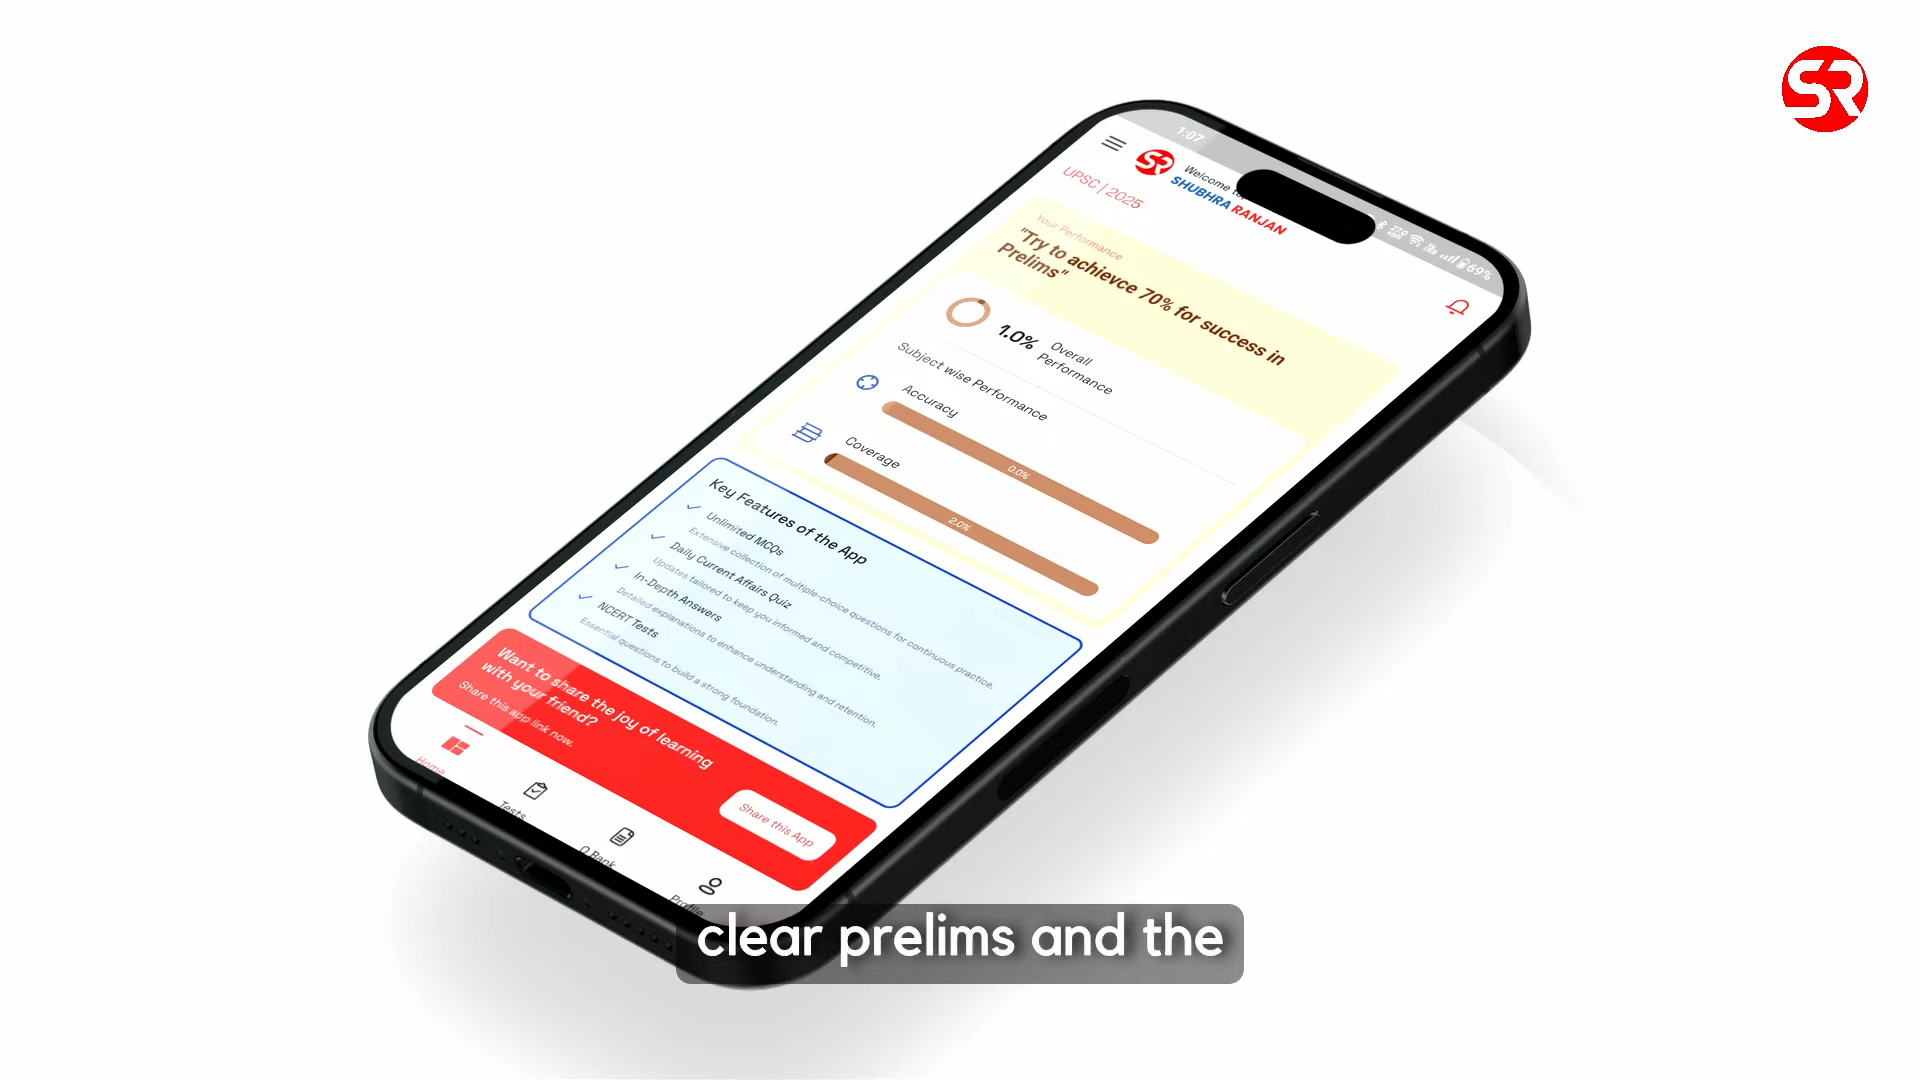 SR
1:07
69%
SR
Welcome to,
SHUBHRA RANJAN
UPSC | 2025
Your Performance
"Try to achievce 70% for success in
Prelims"
1.0%
Overall
Performance
Subject wise Performance
Accuracy
0.0%
Coverage
2.0%
Key Features of the App
Unlimited MCQs
Extensive collection of multiple-choice questions for continuous practice.
Daily Current Affairs Quiz
Updates tailored to keep you informed and competitive.
In-Depth Answers
Detailed explanations to enhance understanding and retention.
NCERT Tests
Essential questions to build a strong foundation.
Want to share the joy of learning
with your friend?
Share this app link now.
Share this App
Home
Tests
Q Bank
Profile
clear prelims and the